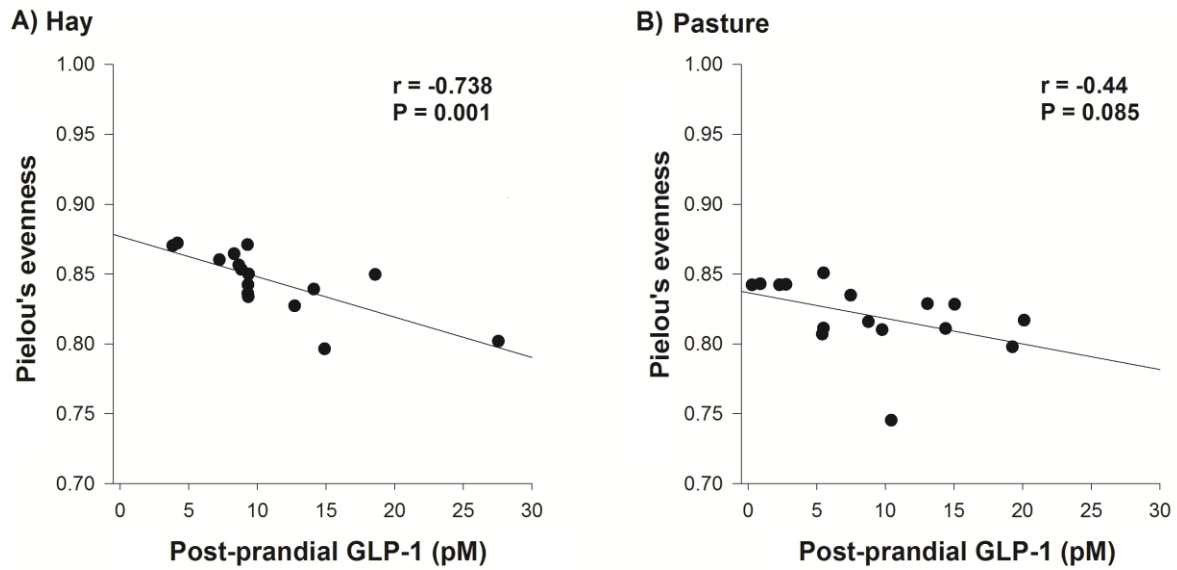 A) Hay
r = -0.738
P = 0.001
1.00
0.95
0.90
0.85
0.80
0.75
0.70
Pielou's evenness
0 5 10 15 20 25 30
Post-prandial GLP-1 (pM)
B) Pasture
r = -0.44
P = 0.085
1.00
0.95
0.90
0.85
0.80
0.75
0.70
Pielou's evenness
0 5 10 15 20 25 30
Post-prandial GLP-1 (pM)